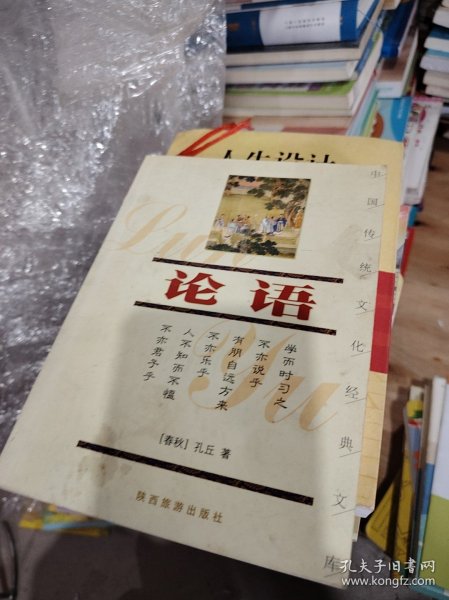 人生设计
中国传统文化经典文库
Lun
论语
Yu
学而时习之
不亦说乎
有朋自远方来
不亦乐乎
人不知而不愠
不亦君子乎
[春秋] 孔丘 著
陕西旅游出版社
孔夫子旧书网
www.kongfz.com